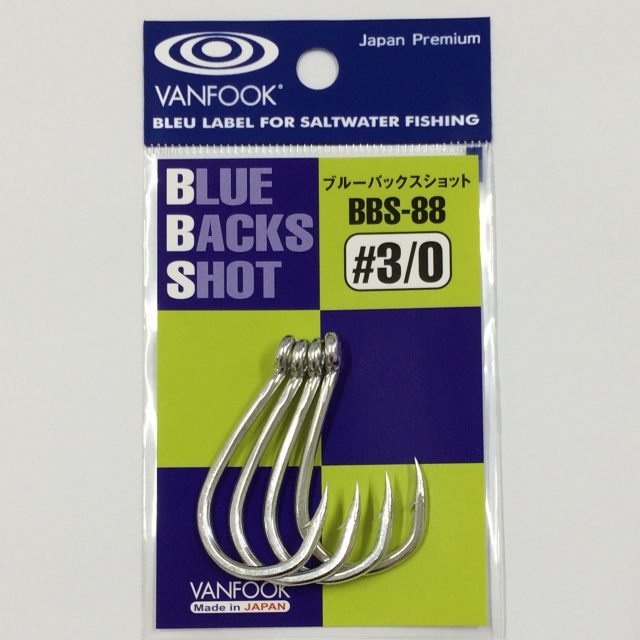 Japan Premium
VANFOOK®
BLEU LABEL FOR SALTWATER FISHING
BLUE
BACKS
SHOT
ブルーバックスショット
BBS-88
#3/0
VANFOOK
Made in JAPAN